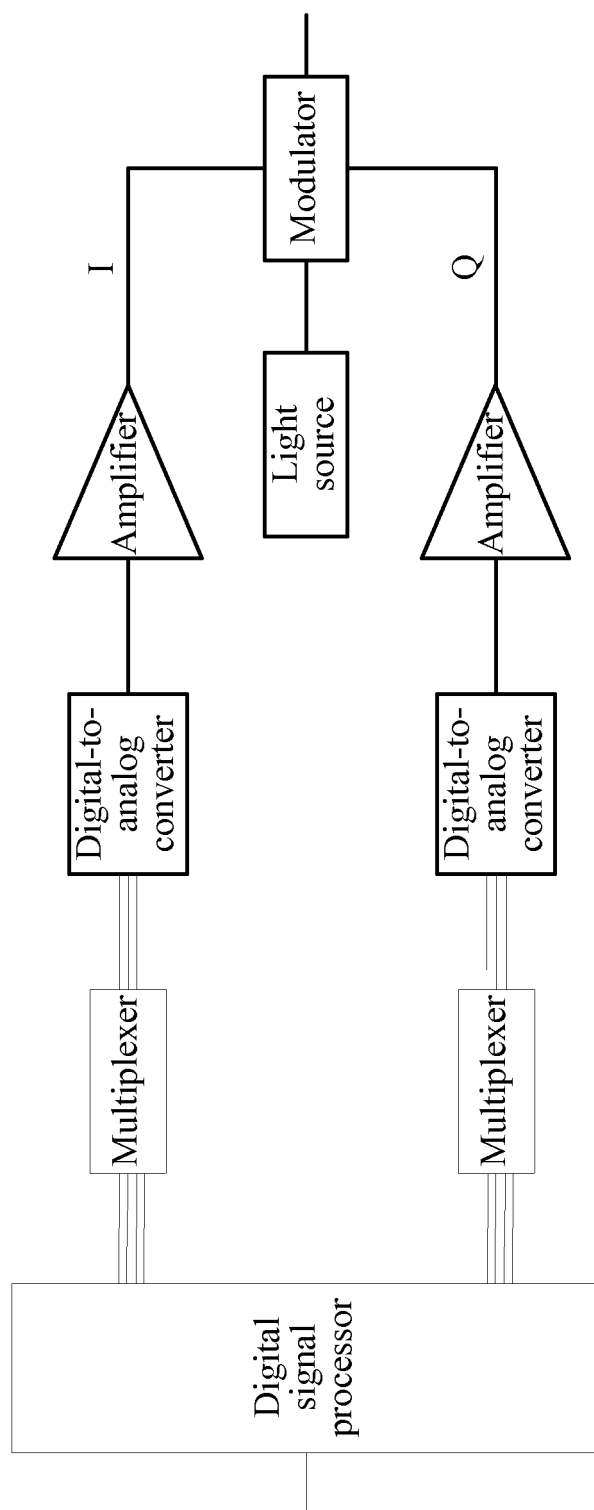 Digital
signal
processor
Multiplexer
Digital-to-
analog
converter
Amplifier
I
Light
source
Modulator
Multiplexer
Digital-to-
analog
converter
Amplifier
Q